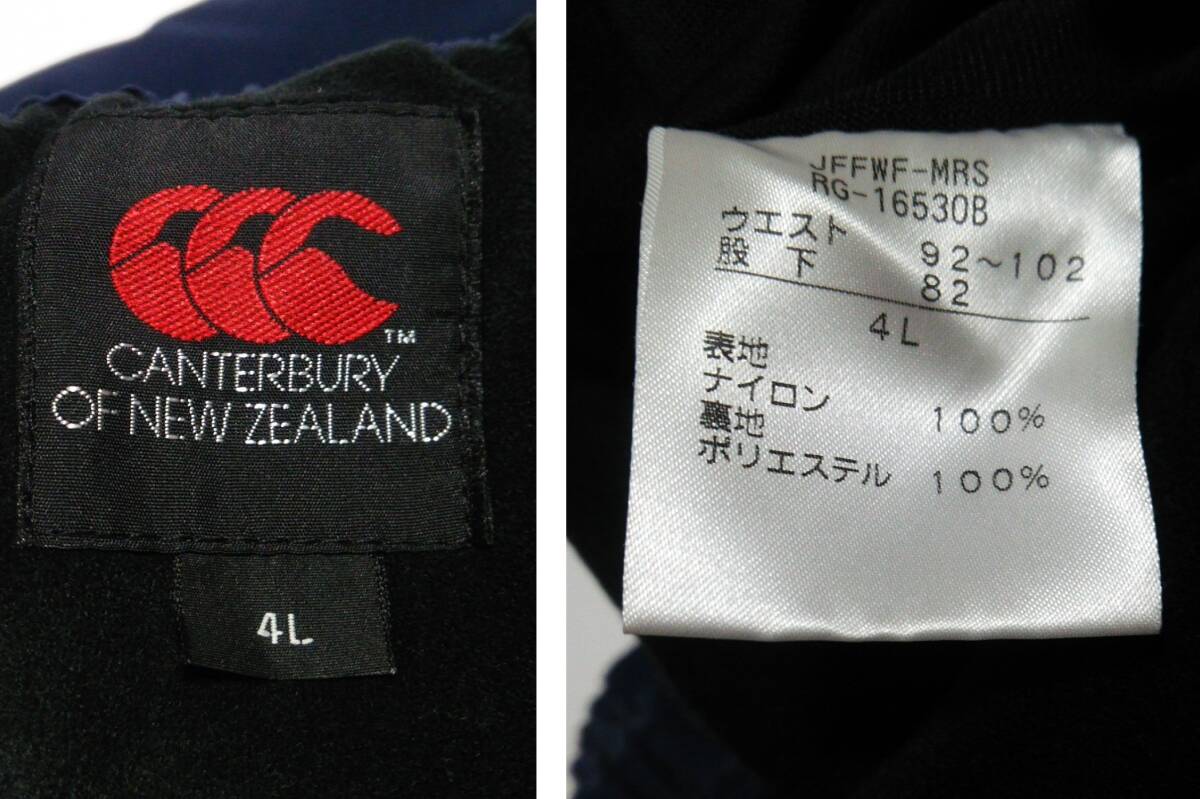 TM
CANTERBURY
OF NEW ZEALAND
4L
JFFWF-MRS
RG-16530B
ウエスト 92~102
股 下 82
4L
表地
ナイロン 100%
裏地
ポリエステル 100%